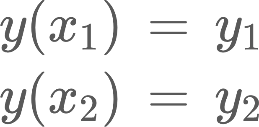 y(x₁) = y₁
y(x₂) = y₂